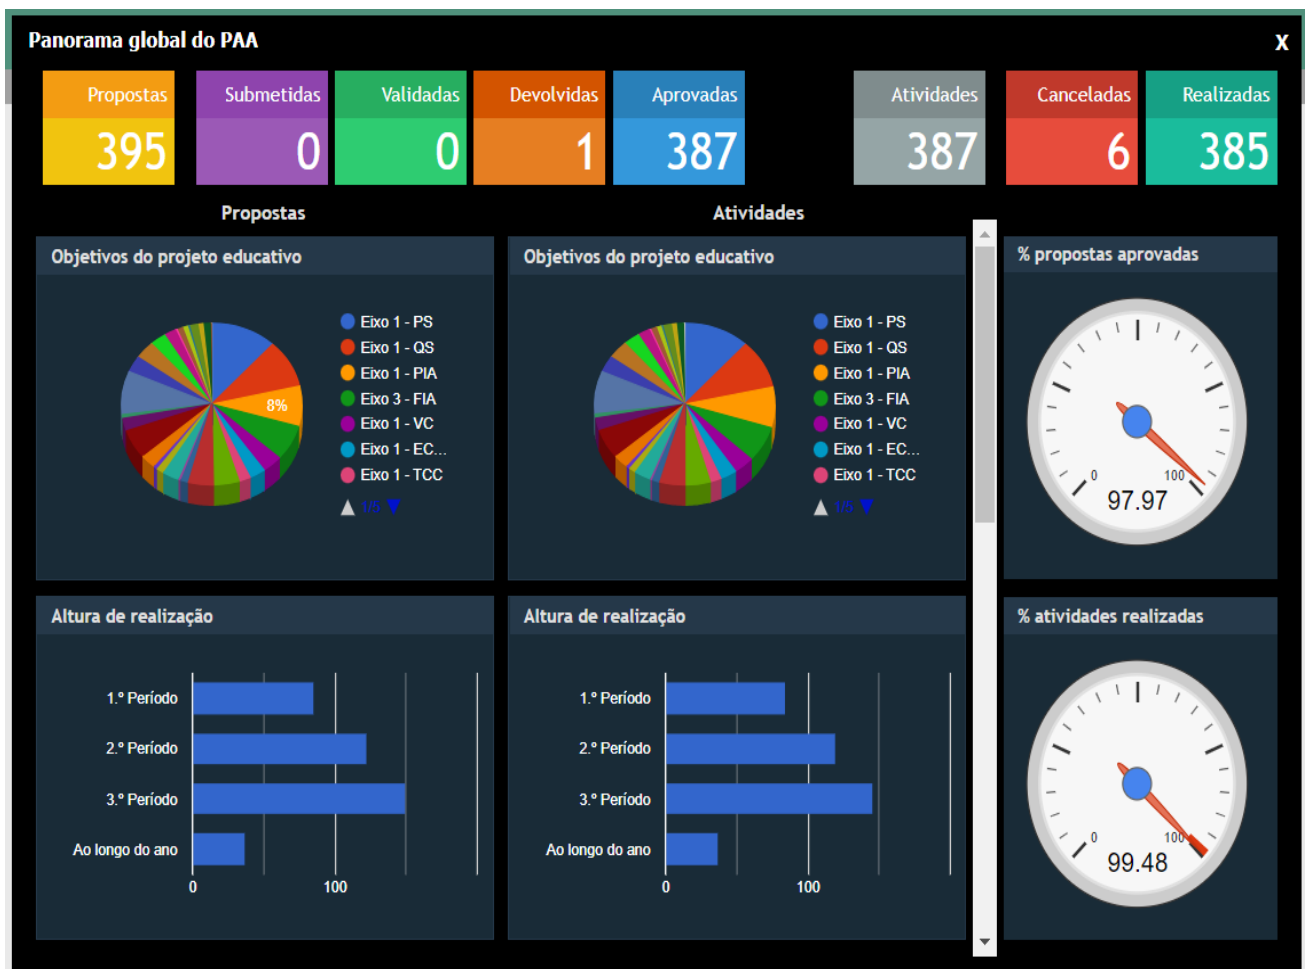 Panorama global do PAA
X
Propostas
395
Submetidas
0
Validadas
0
Devolvidas
1
Aprovadas
387
Atividades
387
Canceladas
6
Realizadas
385
Propostas
Atividades
Objetivos do projeto educativo
8%
Eixo 1 - PS
Eixo 1 - QS
Eixo 1 - PIA
Eixo 3 - FIA
Eixo 1 - VC
Eixo 1 - EC...
Eixo 1 - TCC
1/5
Objetivos do projeto educativo
Eixo 1 - PS
Eixo 1 - QS
Eixo 1 - PIA
Eixo 3 - FIA
Eixo 1 - VC
Eixo 1 - EC...
Eixo 1 - TCC
1/5
% propostas aprovadas
0
100
97.97
Altura de realização
1.º Período
2.º Período
3.º Período
Ao longo do ano
0
100
Altura de realização
1.º Período
2.º Período
3.º Período
Ao longo do ano
0
100
% atividades realizadas
0
100
99.48